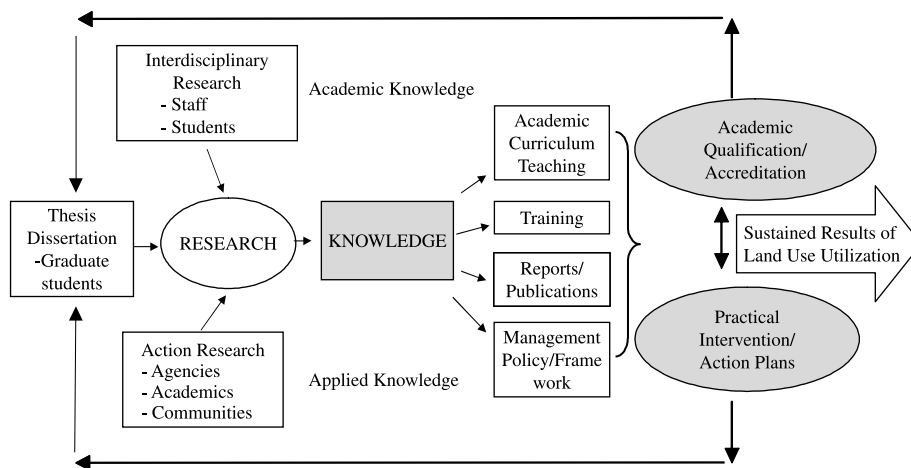 Interdisciplinary
Research
- Staff
- Students
Academic Knowledge
Academic
Curriculum
Teaching
Academic
Qualification/
Accreditation
Thesis
Dissertation
-Graduate
students
RESEARCH
KNOWLEDGE
Training
Sustained Results of
Land Use Utilization
Reports/
Publications
Action Research
- Agencies
- Academics
- Communities
Applied Knowledge
Management
Policy/Frame
work
Practical
Intervention/
Action Plans